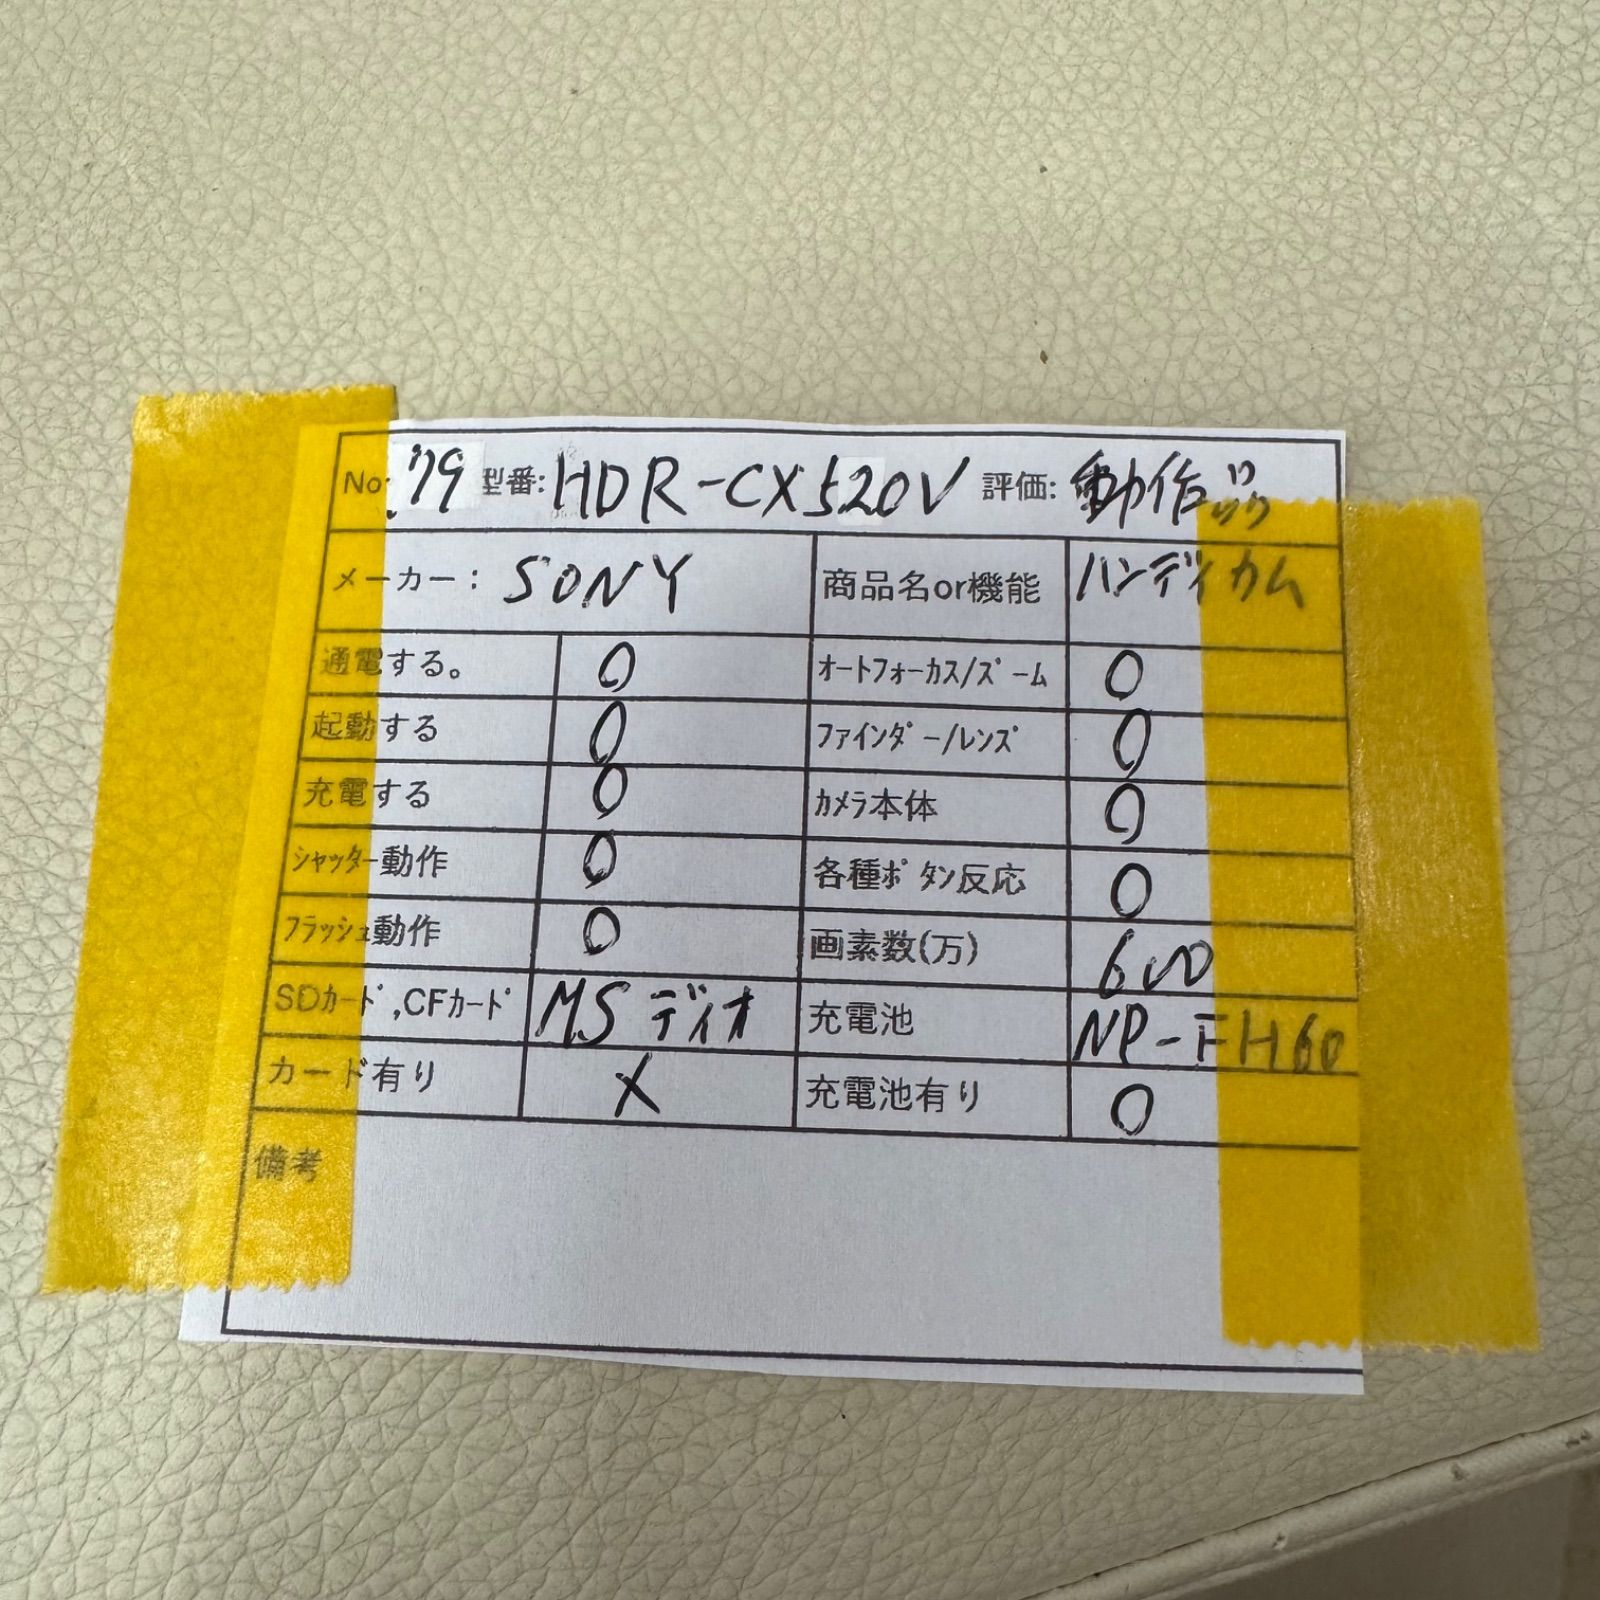 No: 79 型番: HDR-CX520V 評価: 動作品
メーカー: SONY 商品名or機能 ハンディカム
通電する。 O オートフォーカス/ズーム O
起動する O ファインダー/レンズ O
充電する O カメラ本体 O
シャッター動作 O 各種ボタン反応 O
フラッシュ動作 O 画素数(万) 600
SDカード,CFカード MSディオ 充電池 NP-FH60
カード有り X 充電池有り O
備考